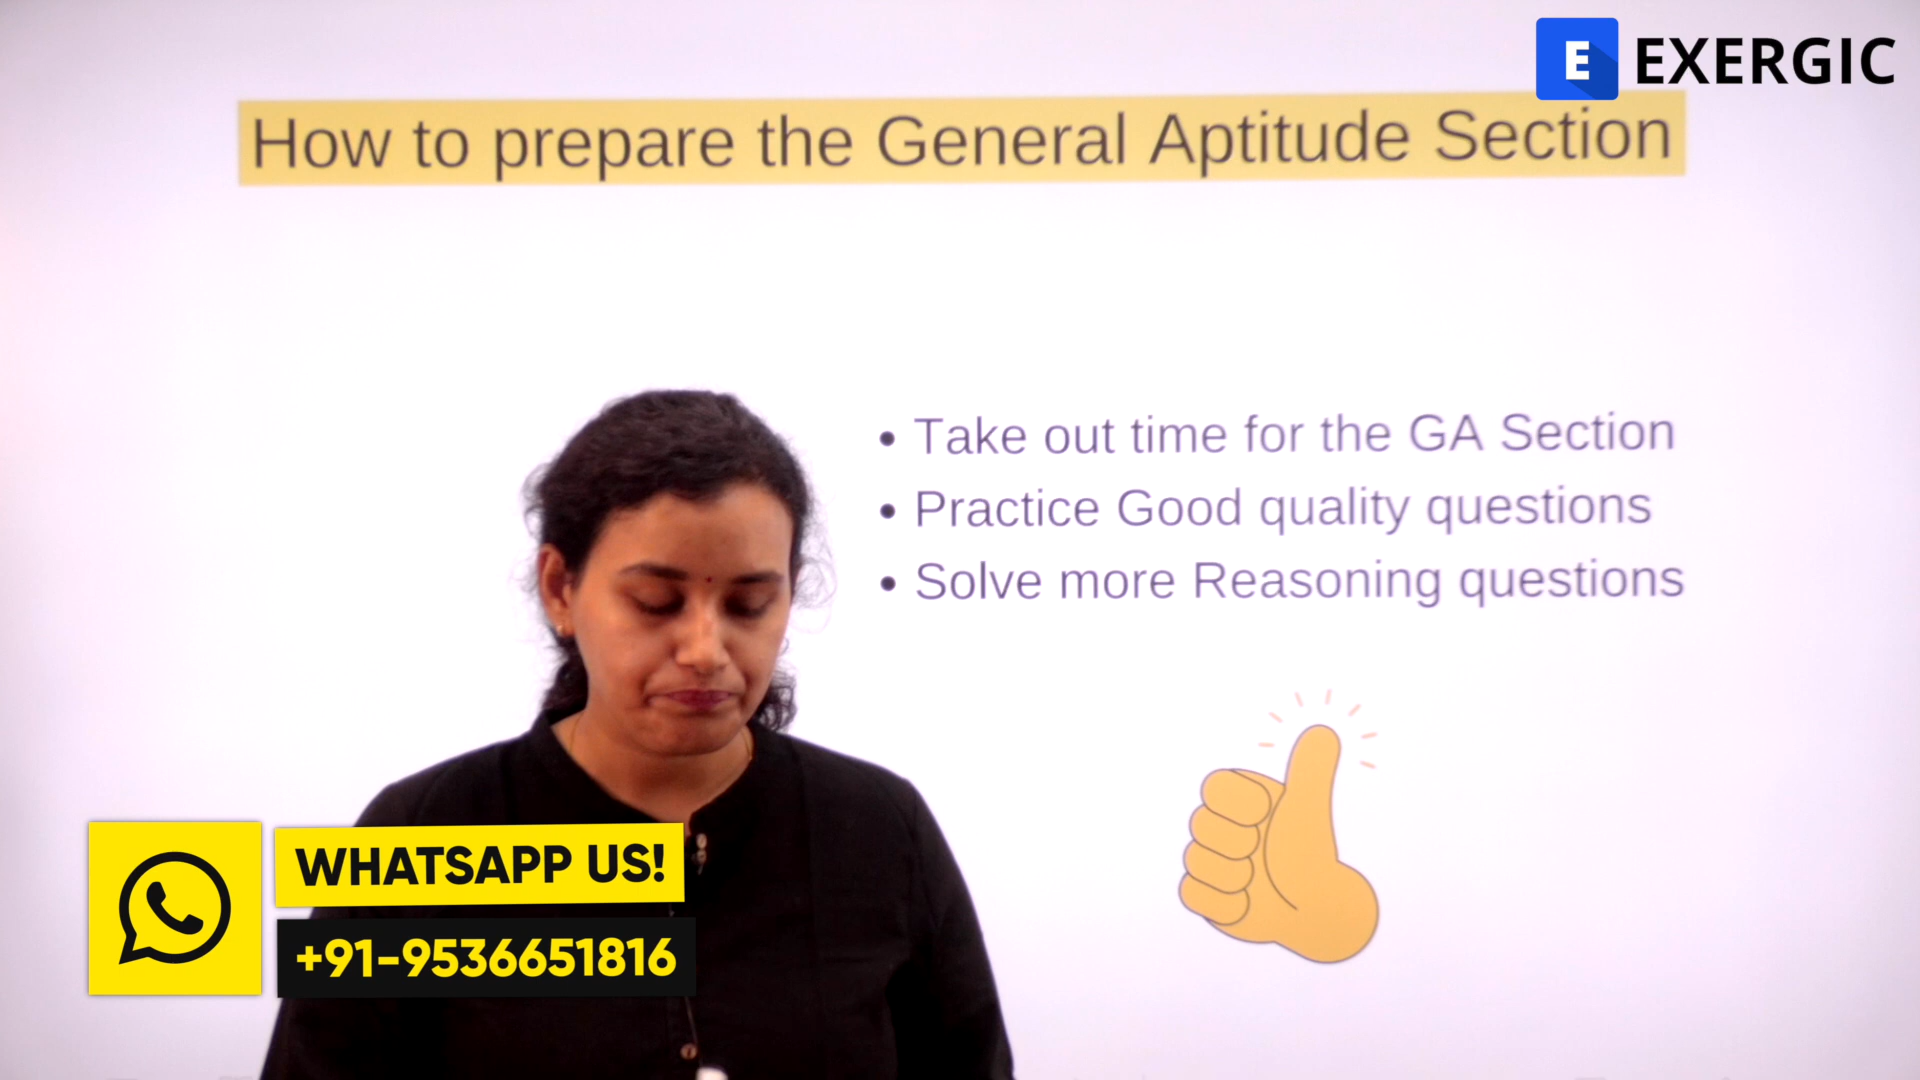 E EXERGIC
How to prepare the General Aptitude Section
• Take out time for the GA Section
• Practice Good quality questions
• Solve more Reasoning questions
WHATSAPP US!
+91-9536651816